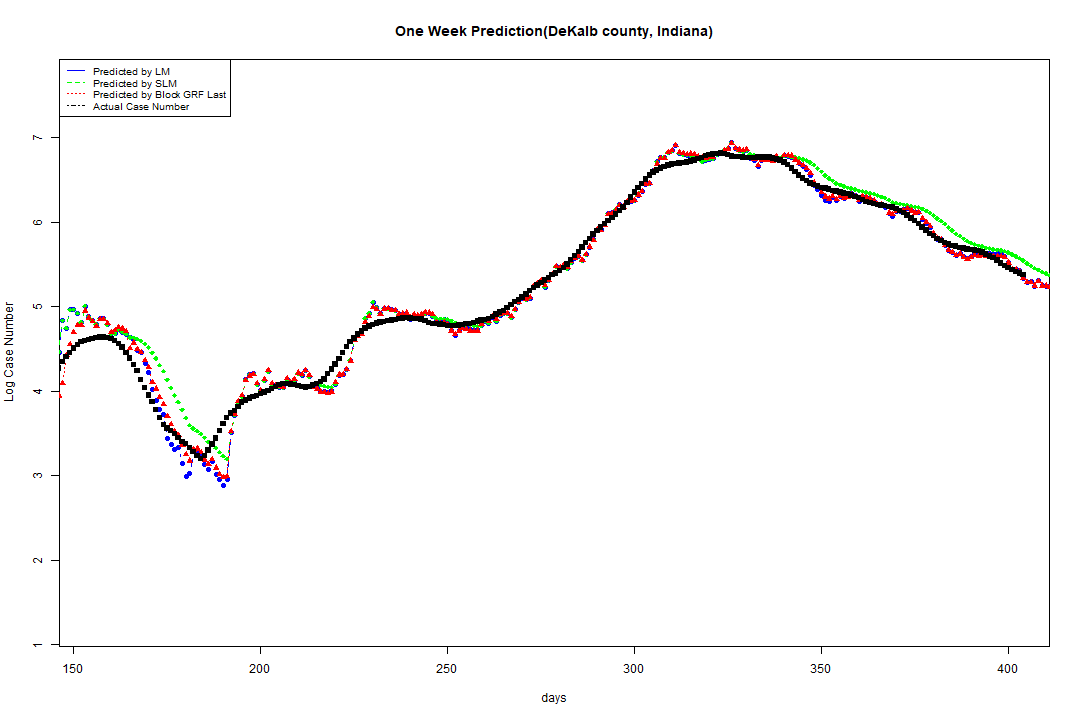 One Week Prediction(DeKalb county, Indiana)
Predicted by LM
Predicted by SLM
Predicted by Block GRF Last
Actual Case Number
Log Case Number
7
6
5
4
3
2
1
150 200 250 300 350 400
days